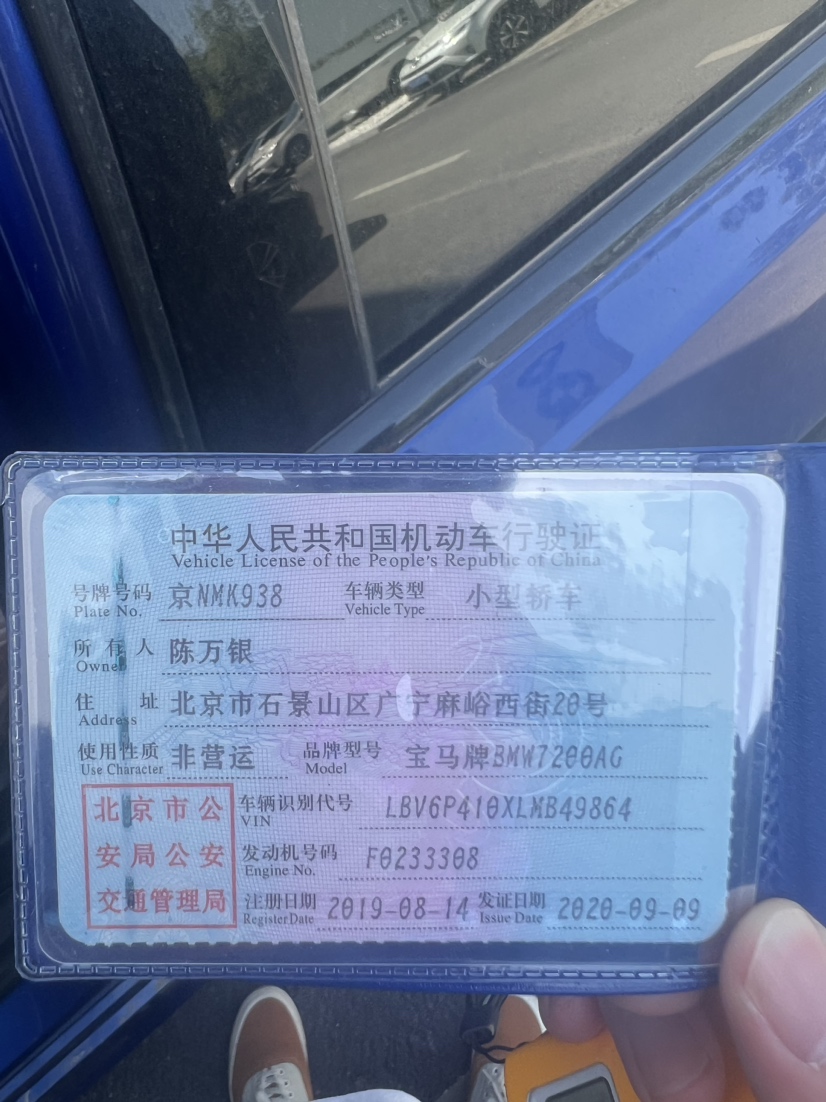 中华人民共和国机动车行驶证
Vehicle License of the People's Republic of China
号牌号码 京NMK938 车辆类型 小型轿车
Plate No. Vehicle Type
所有人 陈万银
Owner
住址 北京市石景山区广宁麻峪西街20号
Address
使用性质 非营运 品牌型号 宝马牌BMW7200AG
Use Character Model
北京市公安局公安交通管理局
车辆识别代号 LBV6P410XLMB49864
VIN
发动机号码 F0233308
Engine No.
注册日期 2019-08-14 发证日期 2020-09-09
Register Date Issue Date